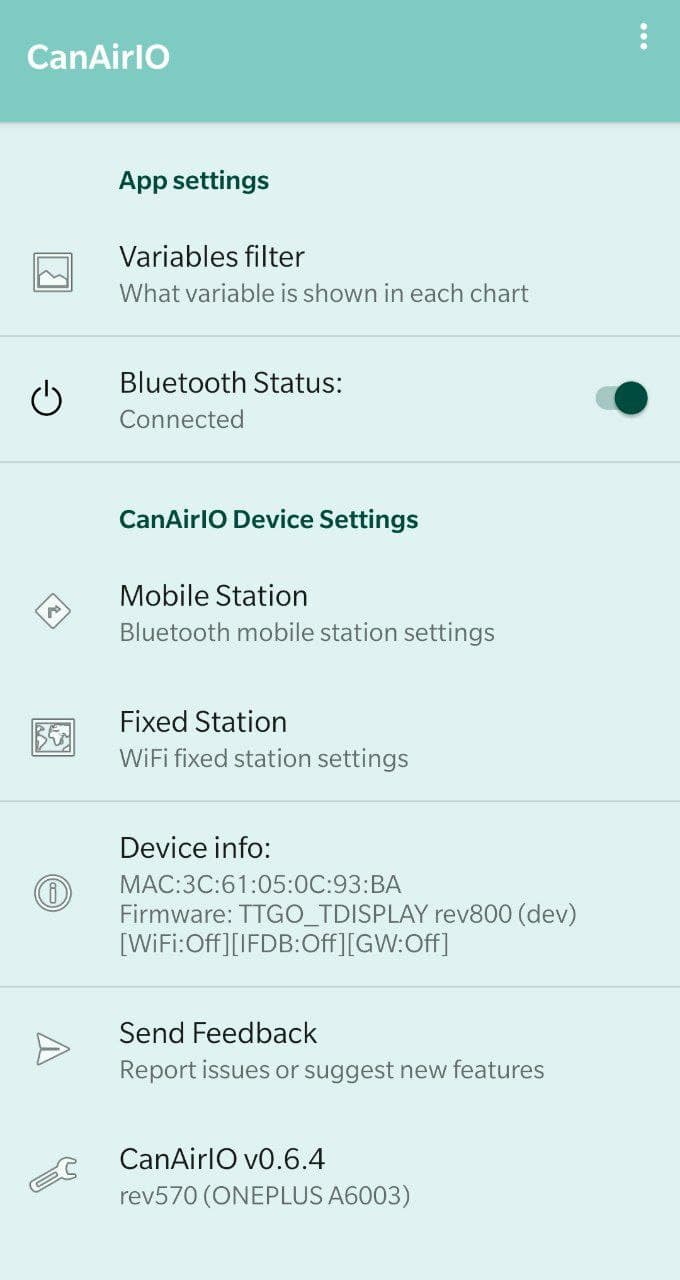 CanAirIO
App settings
Variables filter
What variable is shown in each chart
Bluetooth Status:
Connected
CanAirIO Device Settings
Mobile Station
Bluetooth mobile station settings
Fixed Station
WiFi fixed station settings
Device info:
MAC:3C:61:05:0C:93:BA
Firmware: TTGO_TDISPLAY rev800 (dev)
[WiFi:Off][IFDB:Off][GW:Off]
Send Feedback
Report issues or suggest new features
CanAirIO v0.6.4
rev570 (ONEPLUS A6003)